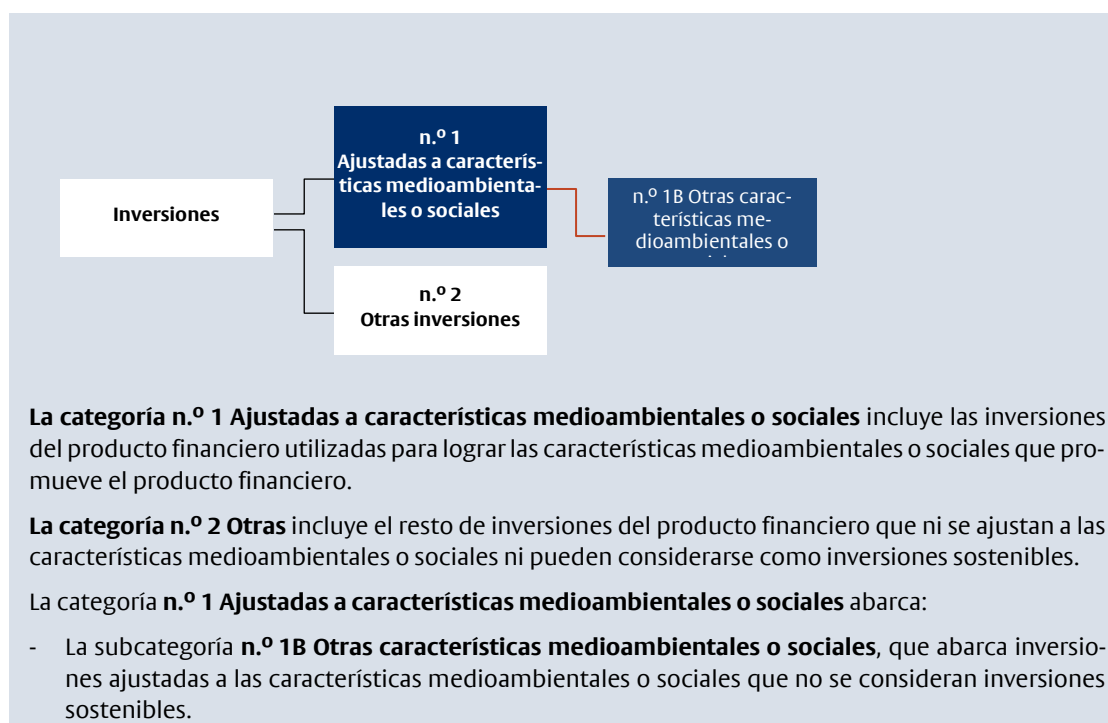 n.º 1
Ajustadas a caracterís-
ticas medioambienta-
les o sociales
Inversiones
n.º 1B Otras carac-
terísticas me-
dioambientales o
n.º 2
Otras inversiones
La categoría n.º 1 Ajustadas a características medioambientales o sociales incluye las inversiones
del producto financiero utilizadas para lograr las características medioambientales o sociales que pro-
mueve el producto financiero.
La categoría n.º 2 Otras incluye el resto de inversiones del producto financiero que ni se ajustan a las
características medioambientales o sociales ni pueden considerarse como inversiones sostenibles.
La categoría n.º 1 Ajustadas a características medioambientales o sociales abarca:
- La subcategoría n.º 1B Otras características medioambientales o sociales, que abarca inversio-
nes ajustadas a las características medioambientales o sociales que no se consideran inversiones
sostenibles.